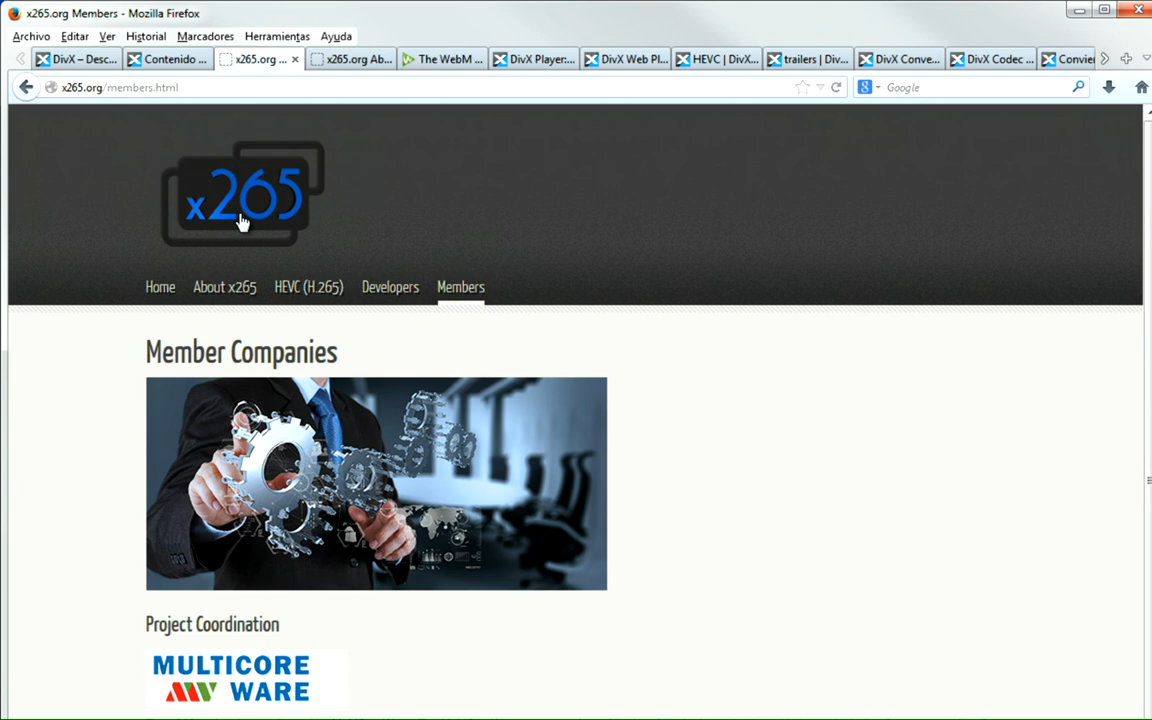 x265.org Members - Mozilla Firefox
Archivo Editar Ver Historial Marcadores Herramientas Ayuda
DivX – Desc... Contenido ... x265.org ... x265.org Ab... The WebM ... DivX Player:... DivX Web Pl... HEVC | DivX... trailers | Div... DivX Conve... DivX Codec ... Convier
x265.org/members.html Google
x265
Home About x265 HEVC (H.265) Developers Members
Member Companies
Project Coordination
MULTICORE
WARE